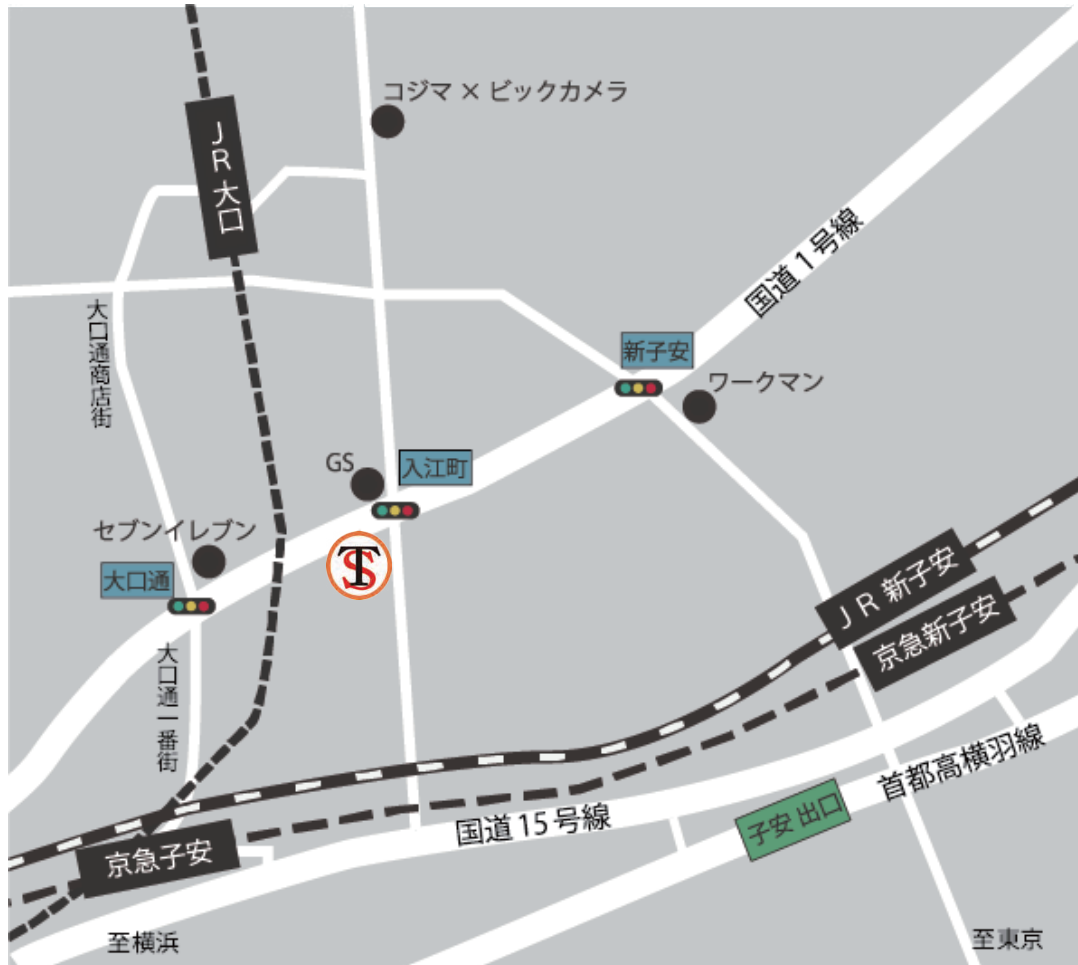 コジマ × ビックカメラ
JR大口
国道1号線
大口通商店街
新子安
ワークマン
GS
入江町
セブンイレブン
TS
大口通
JR新子安
京急新子安
大口通一番街
首都高横羽線
国道15号線
子安出口
京急子安
至横浜
至東京